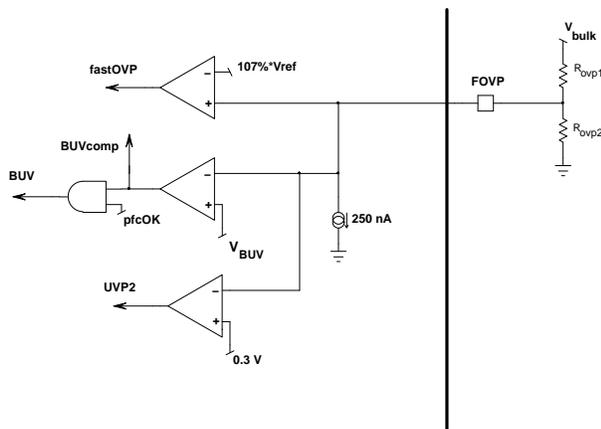 V
bulk
fastOVP
107%*Vref
FOVP
R
ovp1
R
ovp2
BUVcomp
BUV
pfcOK
V
BUV
250 nA
UVP2
0.3 V